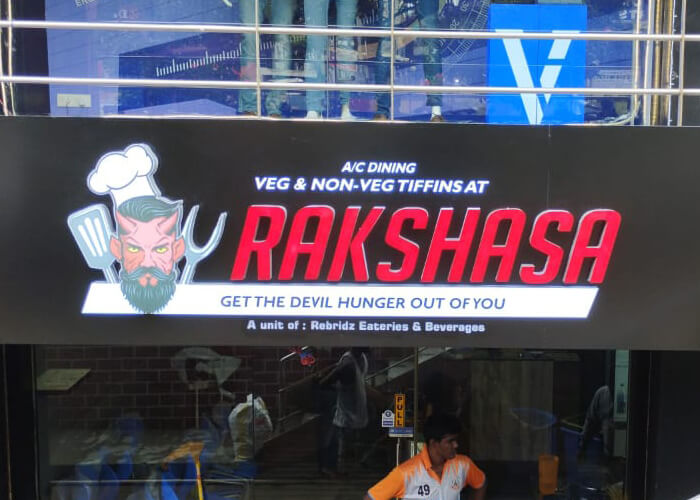 A/C DINING
VEG & NON-VEG TIFFINS AT
RAKSHASA
GET THE DEVIL HUNGER OUT OF YOU
A unit of : Rebridz Eateries & Beverages
PULL
49